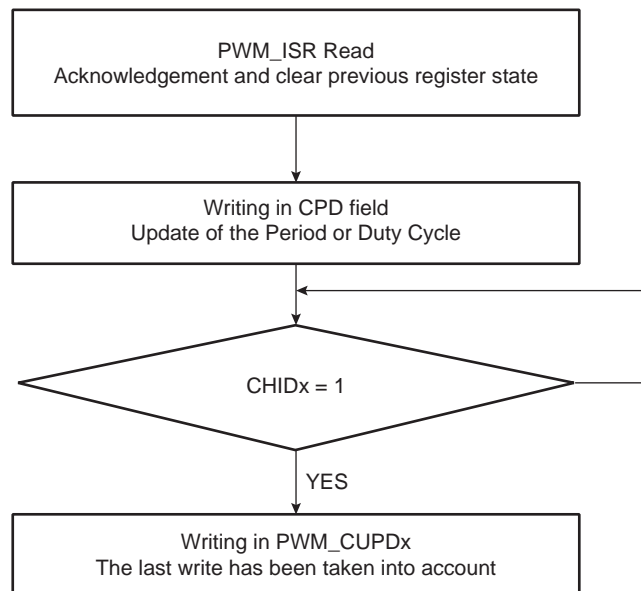 PWM_ISR Read
Acknowledgement and clear previous register state
Writing in CPD field
Update of the Period or Duty Cycle
CHIDx = 1
YES
Writing in PWM_CUPDx
The last write has been taken into account